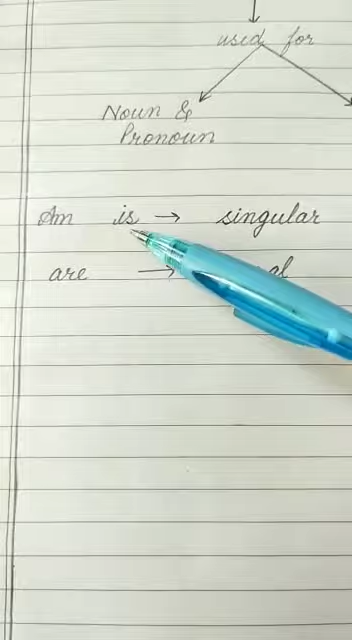 used for
Noun &
Pronoun
Am is → singular
are →